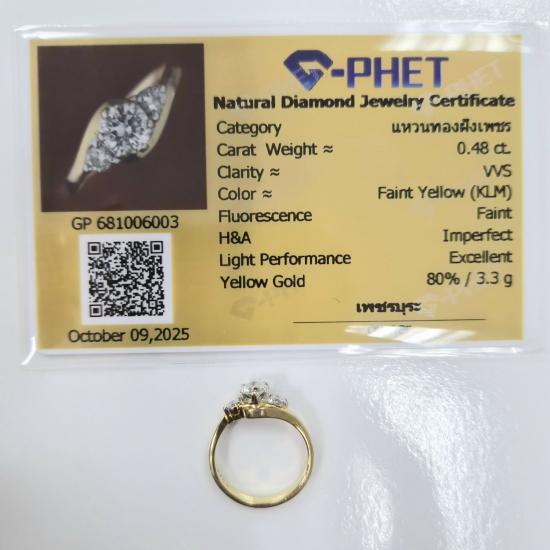 G-PHET
Natural Diamond Jewelry Certificate
Category แหวนทองฝังเพชร
Carat Weight ≈ 0.48 ct.
Clarity ≈ VVS
Color ≈ Faint Yellow (KLM)
Fluorescence Faint
H&A Imperfect
Light Performance Excellent
Yellow Gold 80% / 3.3 g
GP 681006003
October 09,2025
เพชรบุระ